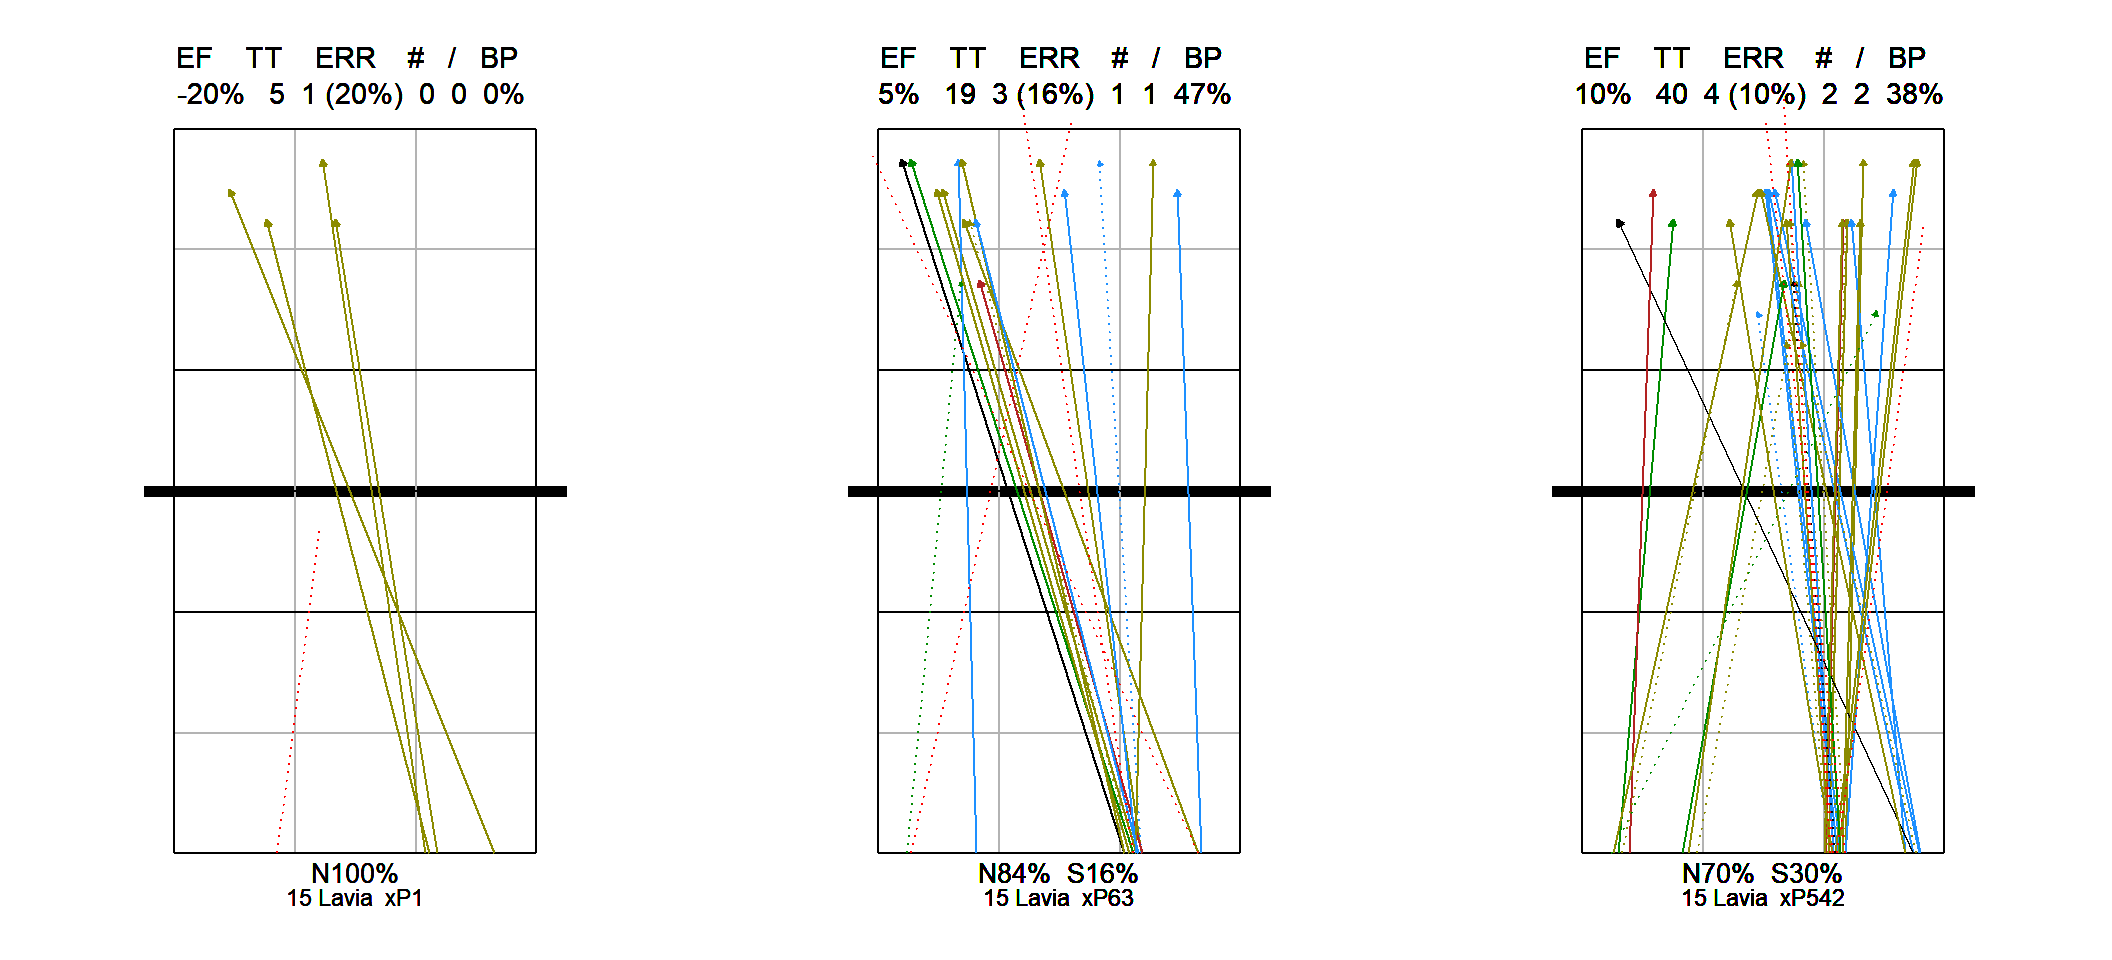 EF TT ERR # / BP
-20% 5 1 (20%) 0 0 0%
N100%
15 Lavia xP1
EF TT ERR # / BP
5% 19 3 (16%) 1 1 47%
N84% S16%
15 Lavia xP63
EF TT ERR # / BP
10% 40 4 (10%) 2 2 38%
N70% S30%
15 Lavia xP542